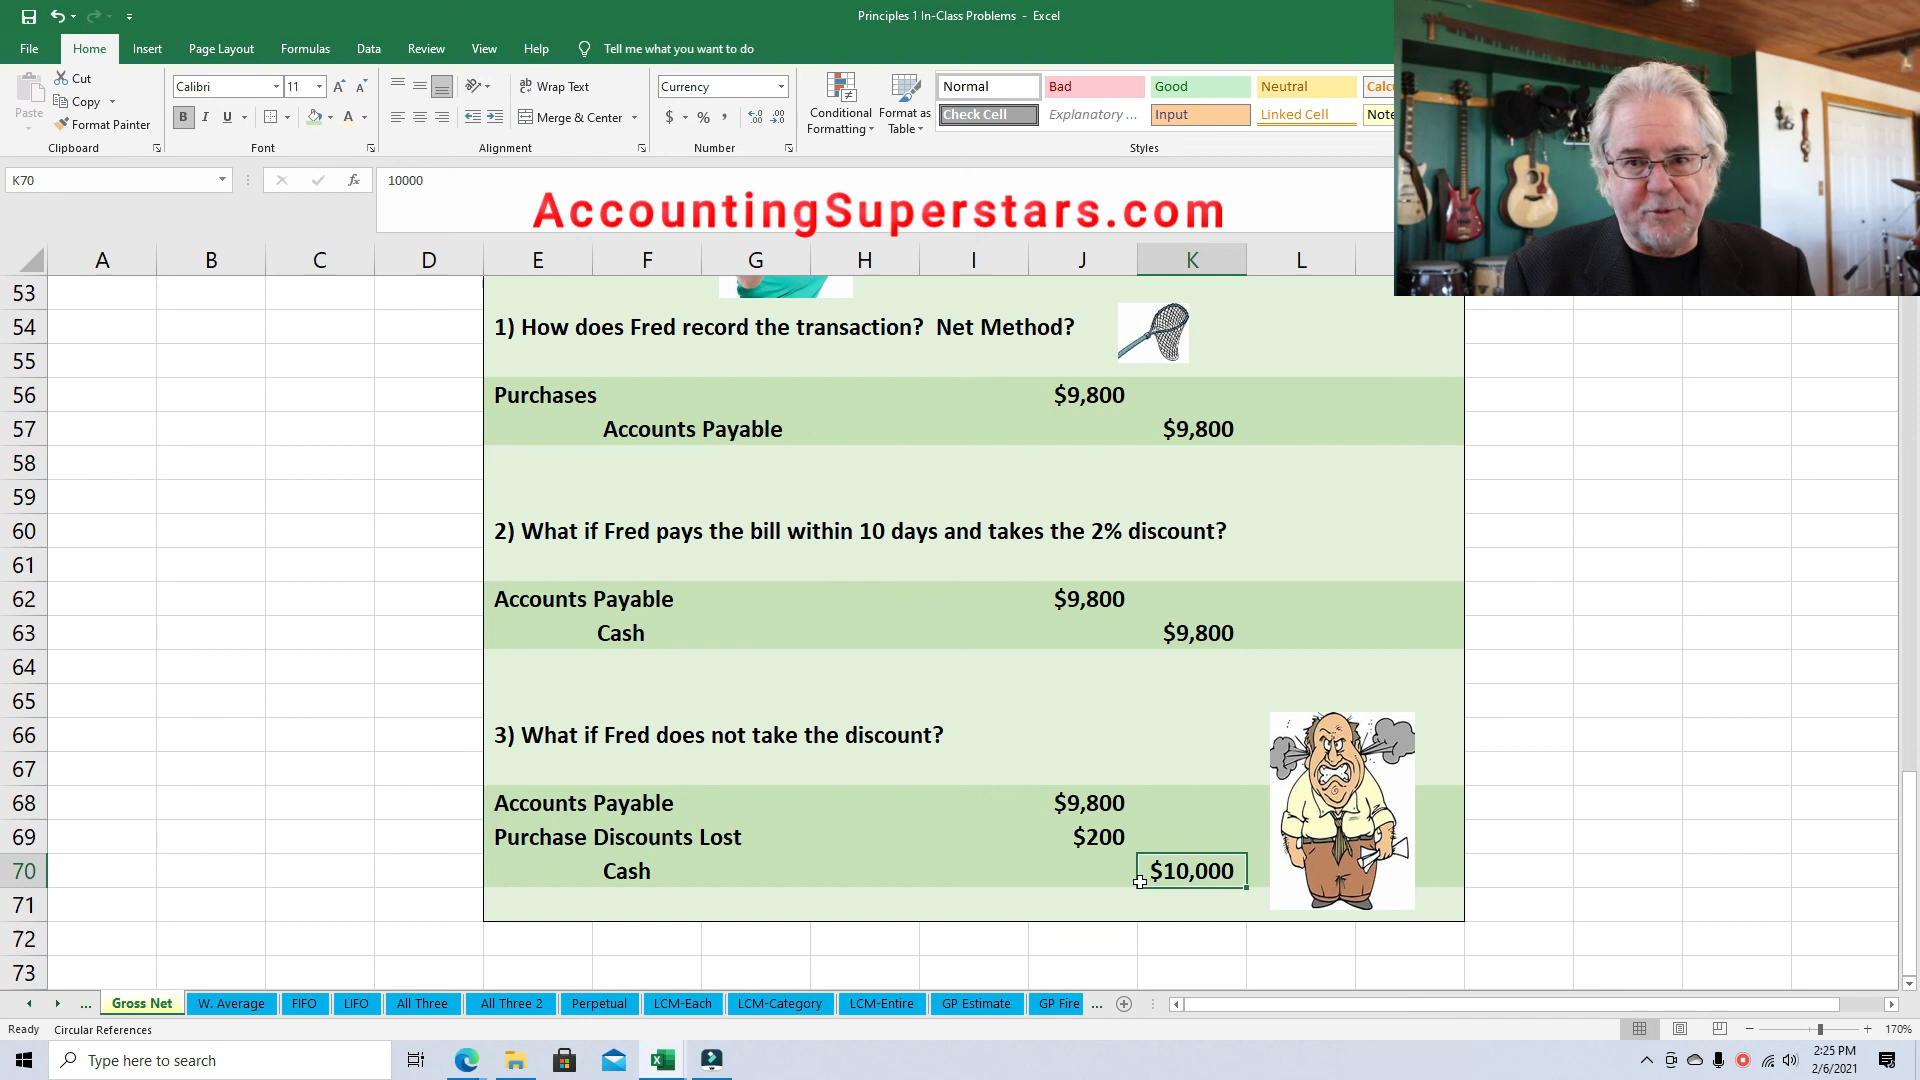 Principles 1 In-Class Problems - Excel
File Home Insert Page Layout Formulas Data Review View Help Tell me what you want to do
Paste
Cut
Copy
Format Painter
Clipboard
Calibri 11 A A
B I U A
Font
ab Wrap Text
Merge & Center
Alignment
Currency
$ % , .00
Number
Conditional Formatting
Format as Table
Normal Bad Good Neutral Calc
Check Cell Explanatory ... Input Linked Cell Note
Styles
K70 fx 10000
AccountingSuperstars.com
A B C D E F G H I J K L
53
54 1) How does Fred record the transaction? Net Method?
55
56 Purchases $9,800
57 Accounts Payable $9,800
58
59
60 2) What if Fred pays the bill within 10 days and takes the 2% discount?
61
62 Accounts Payable $9,800
63 Cash $9,800
64
65
66 3) What if Fred does not take the discount?
67
68 Accounts Payable $9,800
69 Purchase Discounts Lost $200
70 Cash $10,000
71
72
73
... Gross Net W. Average FIFO LIFO All Three All Three 2 Perpetual LCM-Each LCM-Category LCM-Entire GP Estimate GP Fire ...
Ready Circular References 170%
Type here to search
2:25 PM
2/6/2021